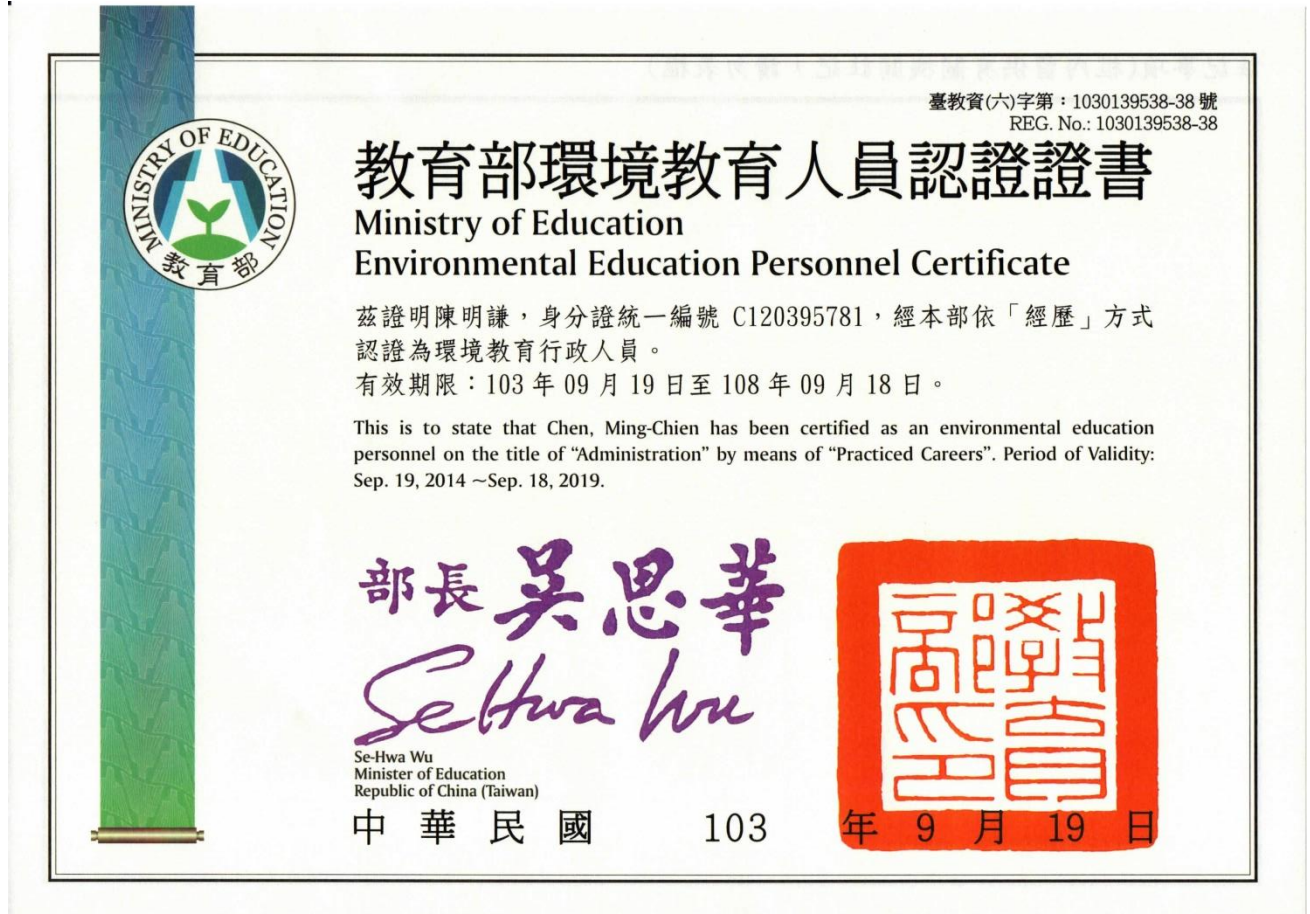 臺教資(六)字第：1030139538-38 號
REG. No.: 1030139538-38
MINISTRY OF EDUCATION
教育部
教育部環境教育人員認證證書
Ministry of Education
Environmental Education Personnel Certificate
茲證明陳明謙，身分證統一編號 C120395781，經本部依「經歷」方式
認證為環境教育行政人員。
有效期限：103 年 09 月 19 日至 108 年 09 月 18 日。
This is to state that Chen, Ming-Chien has been certified as an environmental education
personnel on the title of “Administration” by means of “Practiced Careers”. Period of Validity:
Sep. 19, 2014 ~Sep. 18, 2019.
部長 吳思華
SeHwa Wu
Se-Hwa Wu
Minister of Education
Republic of China (Taiwan)
教育部印
中 華 民 國 103 年 9 月 19 日